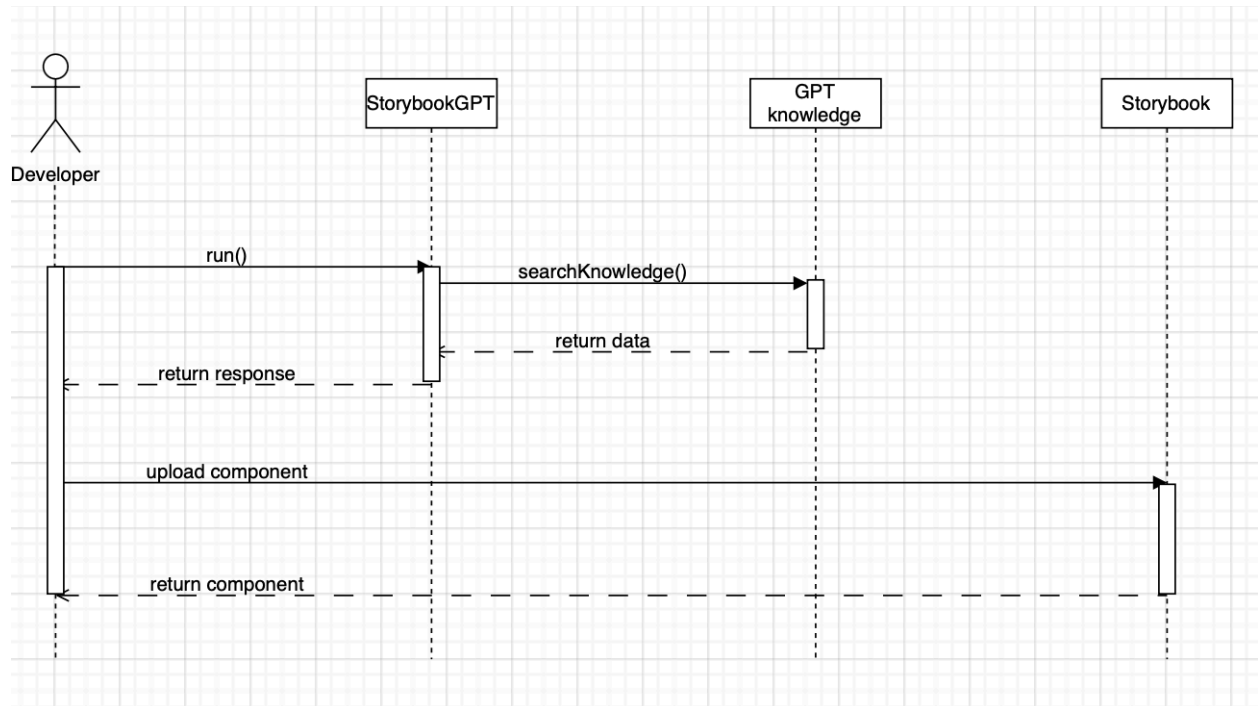 StorybookGPT
GPT
knowledge
Storybook
Developer
run()
searchKnowledge()
return data
return response
upload component
return component